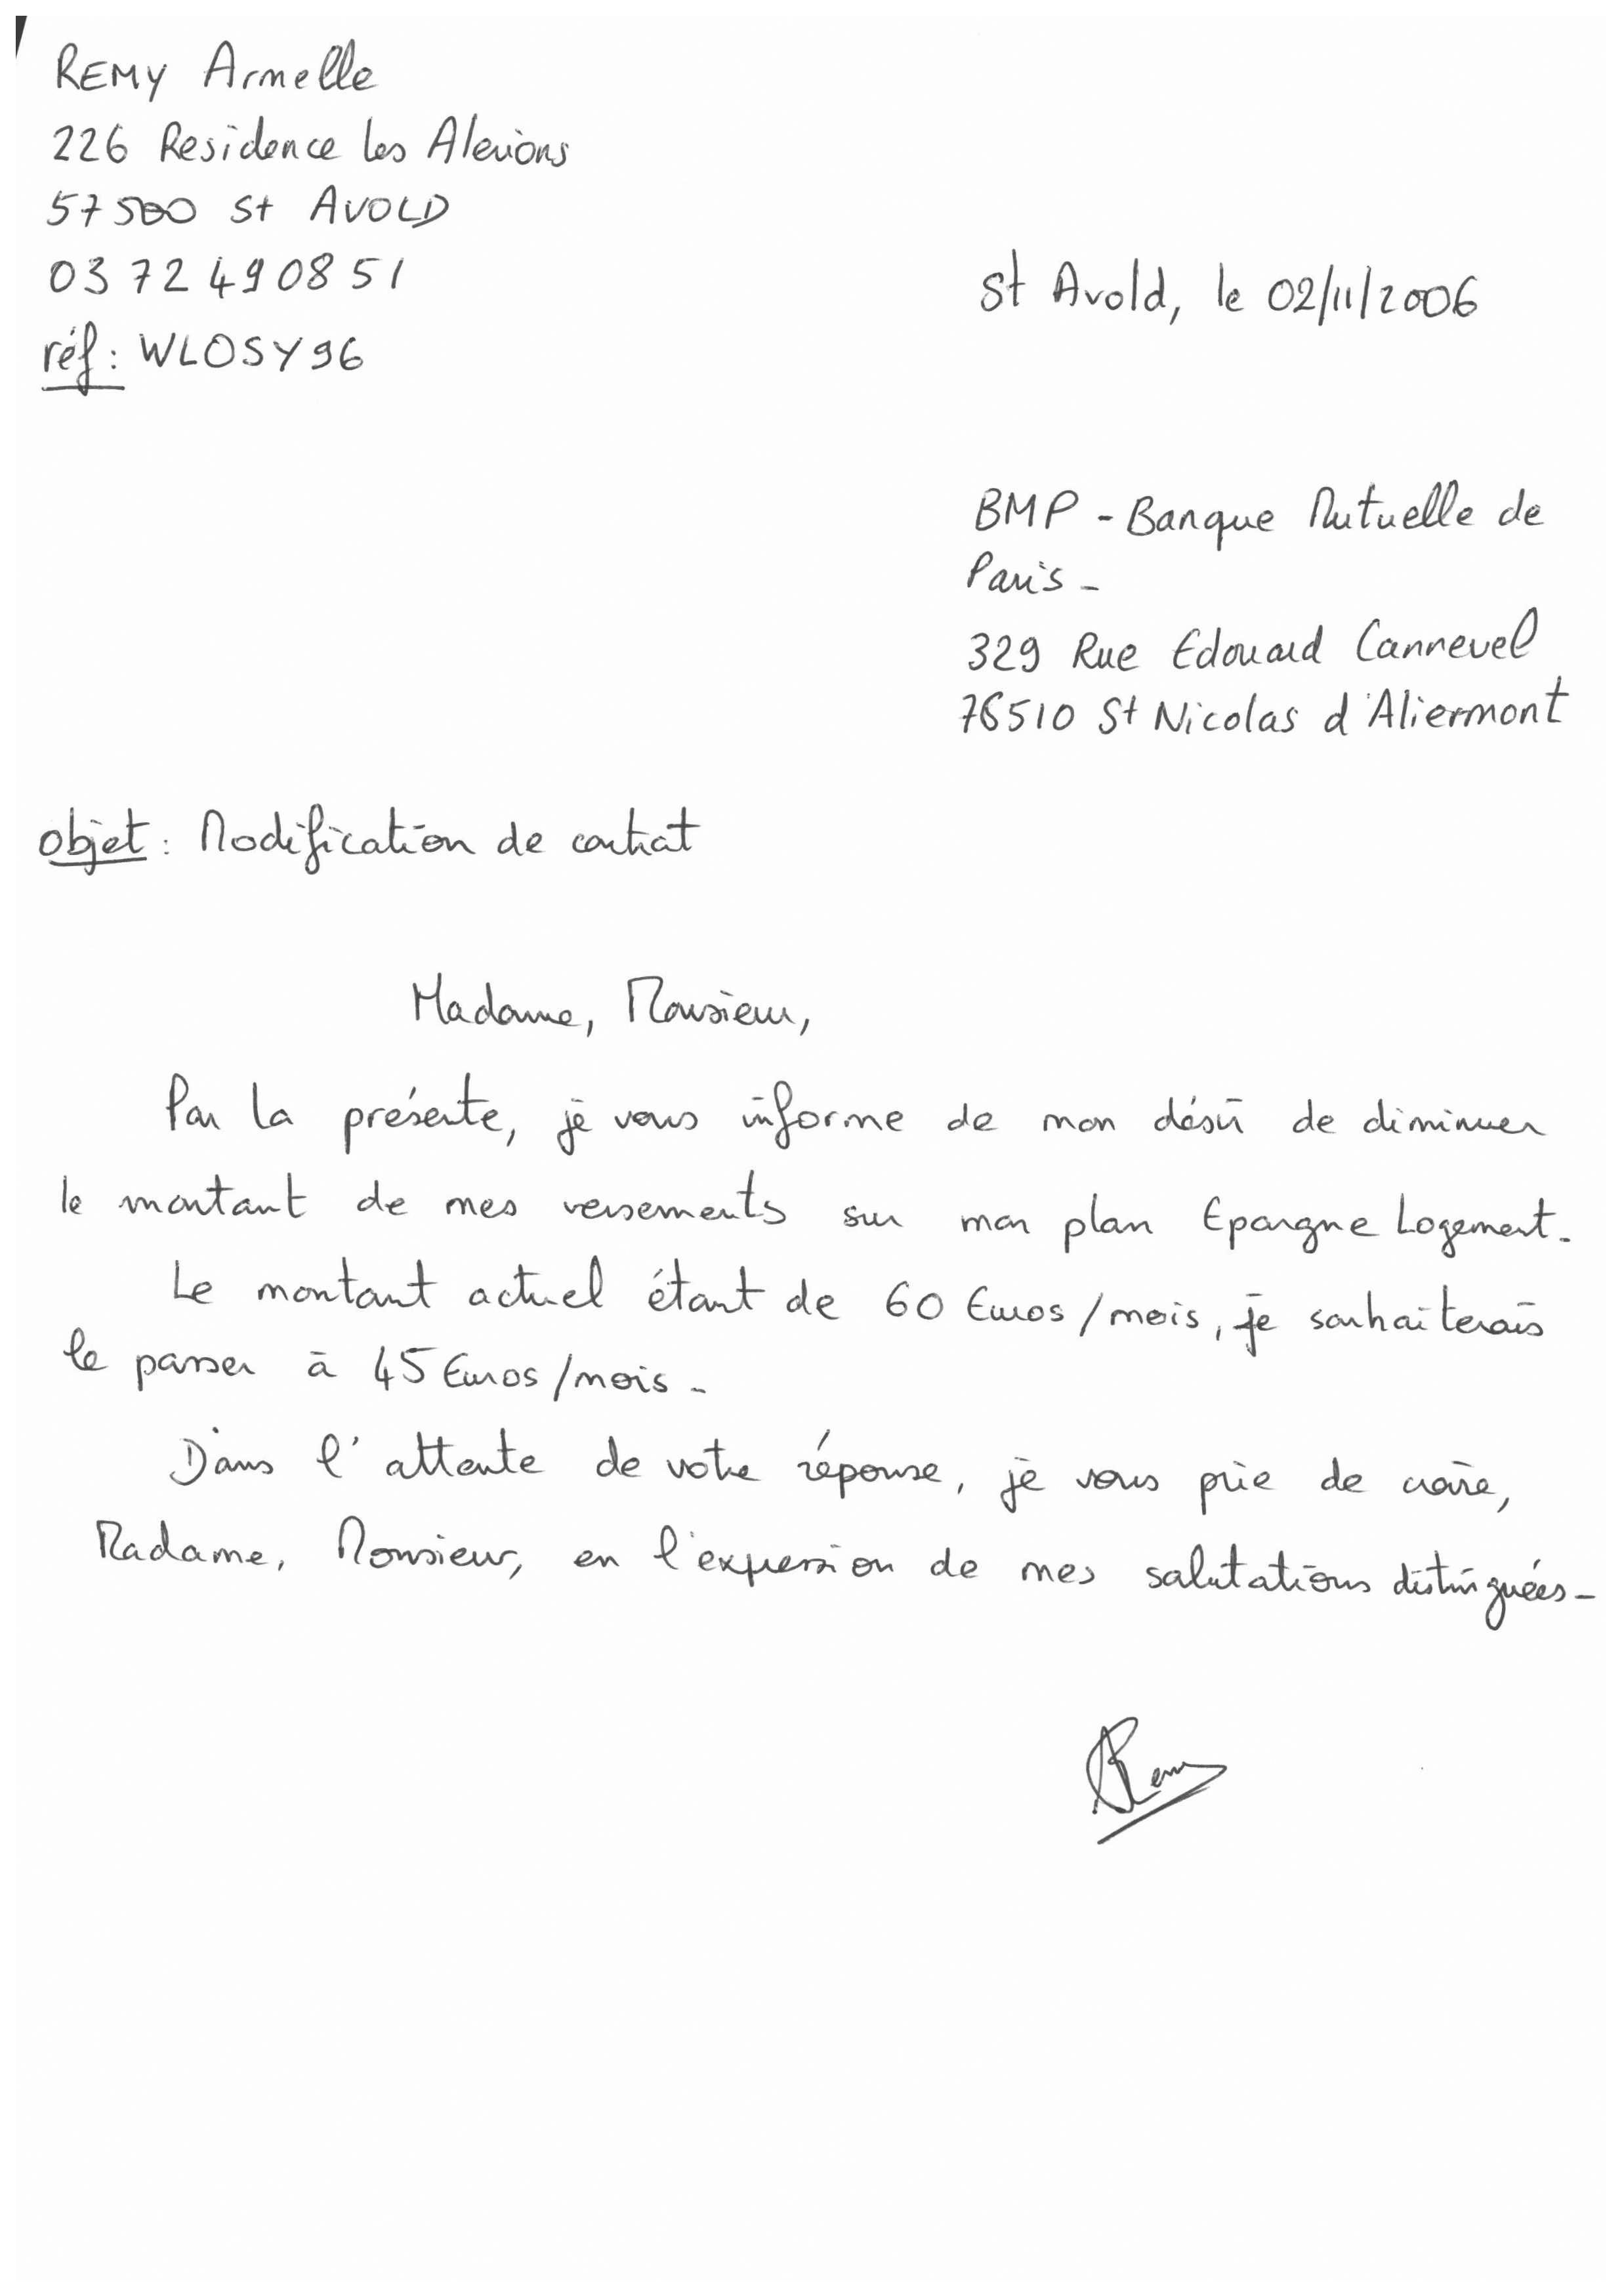 REMY Armelle
226 Residence les Alerions
57500 St AVOLD
03 72 49 08 51
réf : WLOSY96
St Avold, le 02/11/2006
BMP - Banque Mutuelle de
Paris -
329 Rue Edouard Cannevel
76510 St Nicolas d'Aliermont
objet : Modification de contrat
Madame, Monsieur,
Par la présente, je vous informe de mon désir de diminuer
le montant de mes versements sur mon plan Epargne Logement.
Le montant actuel étant de 60 Euros/mois, je souhaiterais
le passer à 45 Euros/mois -
Dans l'attente de votre réponse, je vous prie de croire,
Madame, Monsieur, en l'expression de mes salutations distinguées -